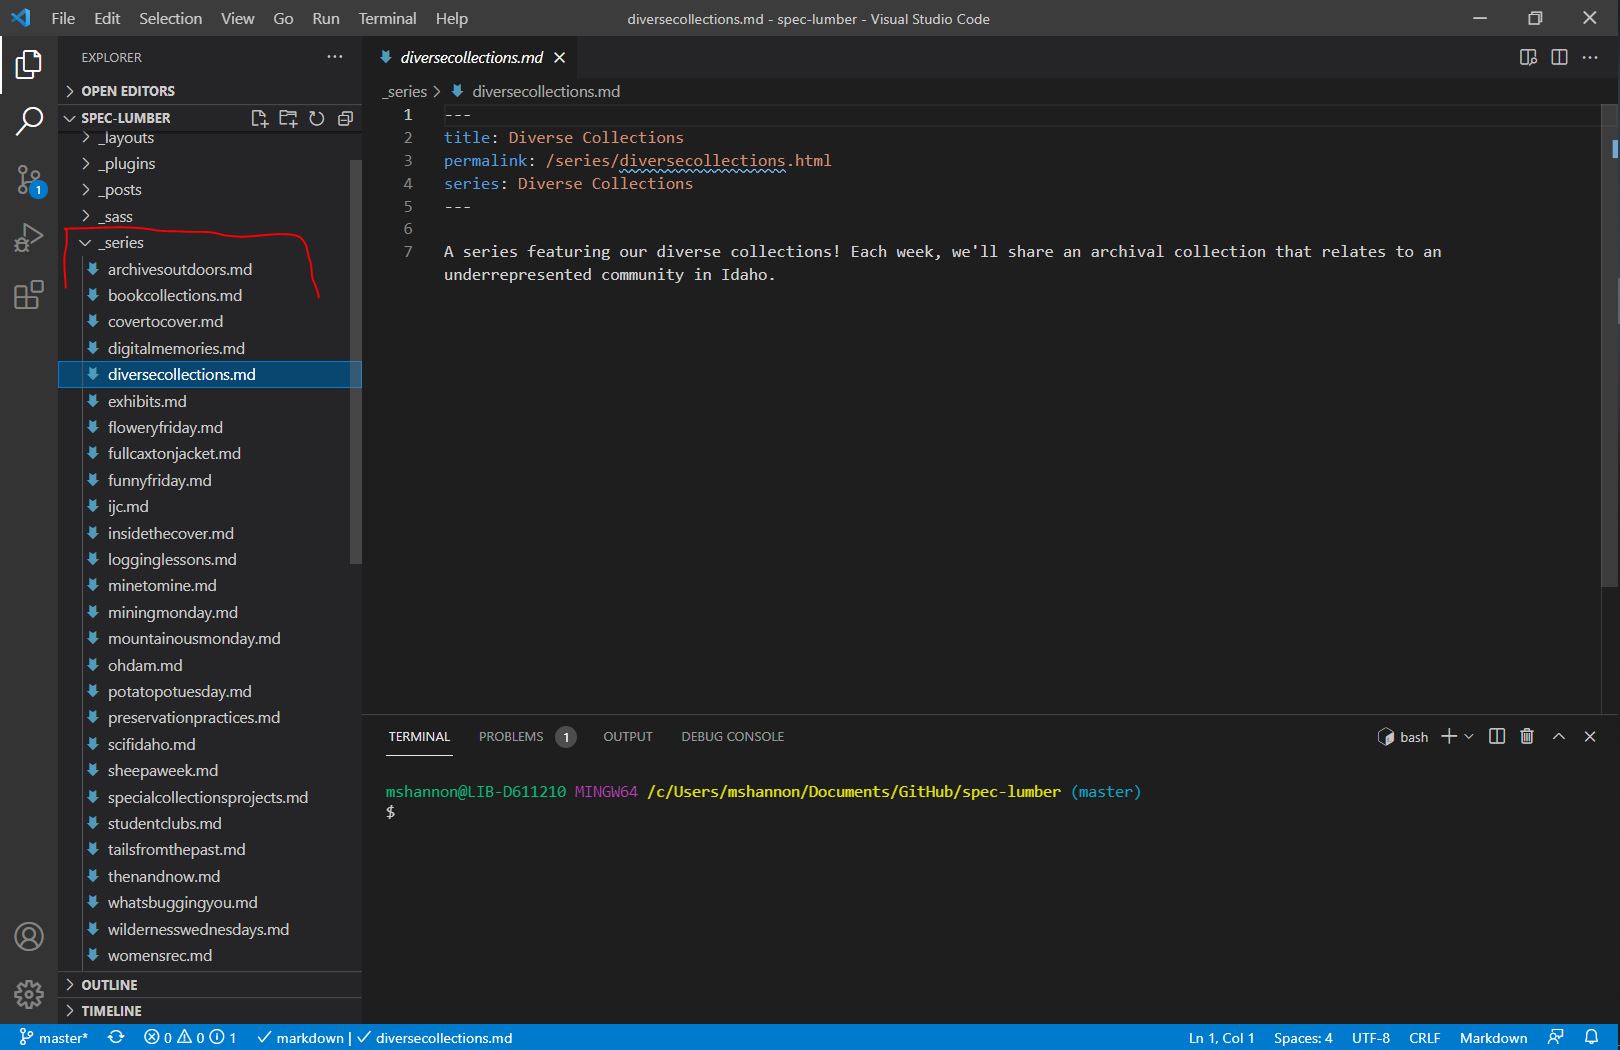 File Edit Selection View Go Run Terminal Help
diversecollections.md - spec-lumber - Visual Studio Code
EXPLORER
OPEN EDITORS
SPEC-LUMBER
_layouts
_plugins
_posts
_sass
_series
archivesoutdoors.md
bookcollections.md
covertocover.md
digitalmemories.md
diversecollections.md
exhibits.md
floweryfriday.md
fullcaxtonjacket.md
funnyfriday.md
ijc.md
insidethecover.md
logginglessons.md
minetomine.md
miningmonday.md
mountainousmonday.md
ohdam.md
potatopotuesday.md
preservationpractices.md
scifidaho.md
sheepaweek.md
specialcollectionsprojects.md
studentclubs.md
tailsfromthepast.md
thenandnow.md
whatsbuggingyou.md
wildernesswednesdays.md
womensrec.md
OUTLINE
TIMELINE
1
diversecollections.md
_series > diversecollections.md
1 ---
2 title: Diverse Collections
3 permalink: /series/diversecollections.html
4 series: Diverse Collections
5 ---
6
7 A series featuring our diverse collections! Each week, we'll share an archival collection that relates to an
underrepresented community in Idaho.
TERMINAL PROBLEMS 1 OUTPUT DEBUG CONSOLE
bash
mshannon@LIB-D611210 MINGW64 /c/Users/mshannon/Documents/GitHub/spec-lumber (master)
$
master* 0 0 1 markdown | diversecollections.md
Ln 1, Col 1 Spaces: 4 UTF-8 CRLF Markdown